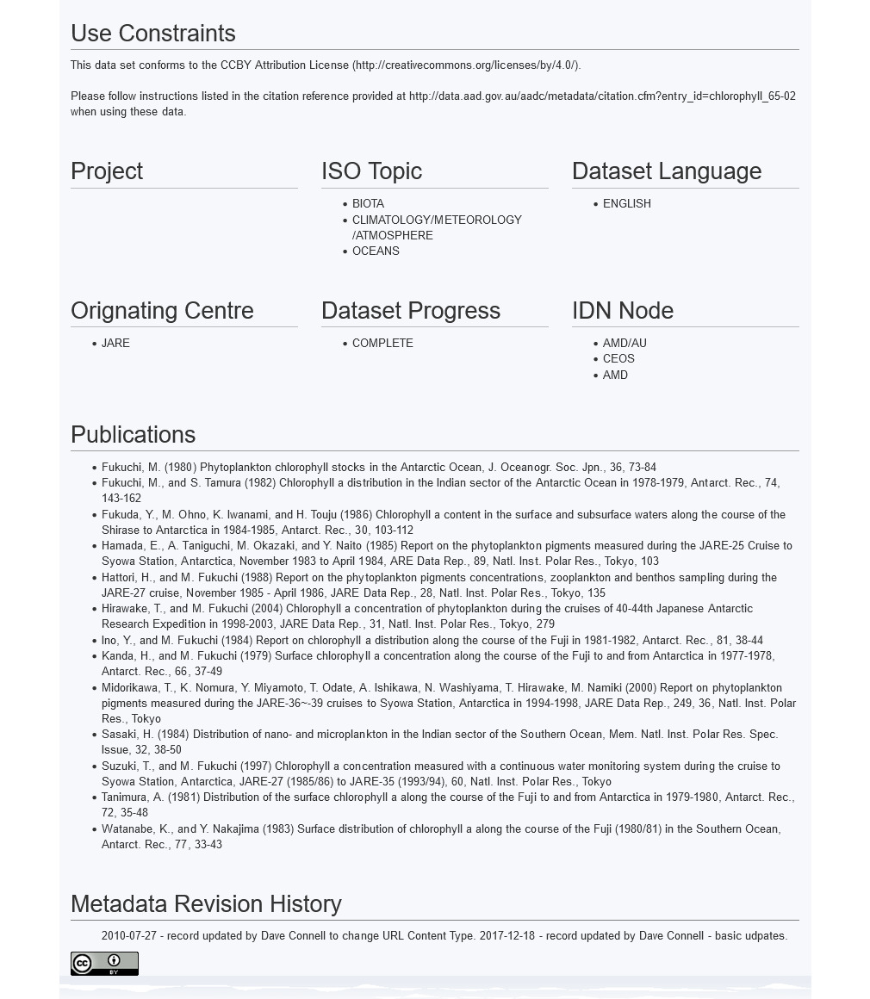 Use Constraints
This data set conforms to the CCBY Attribution License (http://creativecommons.org/licenses/by/4.0/).
Please follow instructions listed in the citation reference provided at http://data.aad.gov.au/aadc/metadata/citation.cfm?entry_id=chlorophyll_65-02
when using these data.
Project
ISO Topic
• BIOTA
• CLIMATOLOGY/METEOROLOGY
/ATMOSPHERE
• OCEANS
Dataset Language
• ENGLISH
Orignating Centre
• JARE
Dataset Progress
• COMPLETE
IDN Node
• AMD/AU
• CEOS
• AMD
Publications
• Fukuchi, M. (1980) Phytoplankton chlorophyll stocks in the Antarctic Ocean, J. Oceanogr. Soc. Jpn., 36, 73-84
• Fukuchi, M., and S. Tamura (1982) Chlorophyll a distribution in the Indian sector of the Antarctic Ocean in 1978-1979, Antarct. Rec., 74,
143-162
• Fukuda, Y., M. Ohno, K. Iwanami, and H. Touju (1986) Chlorophyll a content in the surface and subsurface waters along the course of the
Shirase to Antarctica in 1984-1985, Antarct. Rec., 30, 103-112
• Hamada, E., A. Taniguchi, M. Okazaki, and Y. Naito (1985) Report on the phytoplankton pigments measured during the JARE-25 Cruise to
Syowa Station, Antarctica, November 1983 to April 1984, ARE Data Rep., 89, Natl. Inst. Polar Res., Tokyo, 103
• Hattori, H., and M. Fukuchi (1988) Report on the phytoplankton pigments concentrations, zooplankton and benthos sampling during the
JARE-27 cruise, November 1985 - April 1986, JARE Data Rep., 28, Natl. Inst. Polar Res., Tokyo, 135
• Hirawake, T., and M. Fukuchi (2004) Chlorophyll a concentration of phytoplankton during the cruises of 40-44th Japanese Antarctic
Research Expedition in 1998-2003, JARE Data Rep., 31, Natl. Inst. Polar Res., Tokyo, 279
• Ino, Y., and M. Fukuchi (1984) Report on chlorophyll a distribution along the course of the Fuji in 1981-1982, Antarct. Rec., 81, 38-44
• Kanda, H., and M. Fukuchi (1979) Surface chlorophyll a concentration along the course of the Fuji to and from Antarctica in 1977-1978,
Antarct. Rec., 66, 37-49
• Midorikawa, T., K. Nomura, Y. Miyamoto, T. Odate, A. Ishikawa, N. Washiyama, T. Hirawake, M. Namiki (2000) Report on phytoplankton
pigments measured during the JARE-36~-39 cruises to Syowa Station, Antarctica in 1994-1998, JARE Data Rep., 249, 36, Natl. Inst. Polar
Res., Tokyo
• Sasaki, H. (1984) Distribution of nano- and microplankton in the Indian sector of the Southern Ocean, Mem. Natl. Inst. Polar Res. Spec.
Issue, 32, 38-50
• Suzuki, T., and M. Fukuchi (1997) Chlorophyll a concentration measured with a continuous water monitoring system during the cruise to
Syowa Station, Antarctica, JARE-27 (1985/86) to JARE-35 (1993/94), 60, Natl. Inst. Polar Res., Tokyo
• Tanimura, A. (1981) Distribution of the surface chlorophyll a along the course of the Fuji to and from Antarctica in 1979-1980, Antarct. Rec.,
72, 35-48
• Watanabe, K., and Y. Nakajima (1983) Surface distribution of chlorophyll a along the course of the Fuji (1980/81) in the Southern Ocean,
Antarct. Rec., 77, 33-43
Metadata Revision History
2010-07-27 - record updated by Dave Connell to change URL Content Type. 2017-12-18 - record updated by Dave Connell - basic udpates.
cc BY